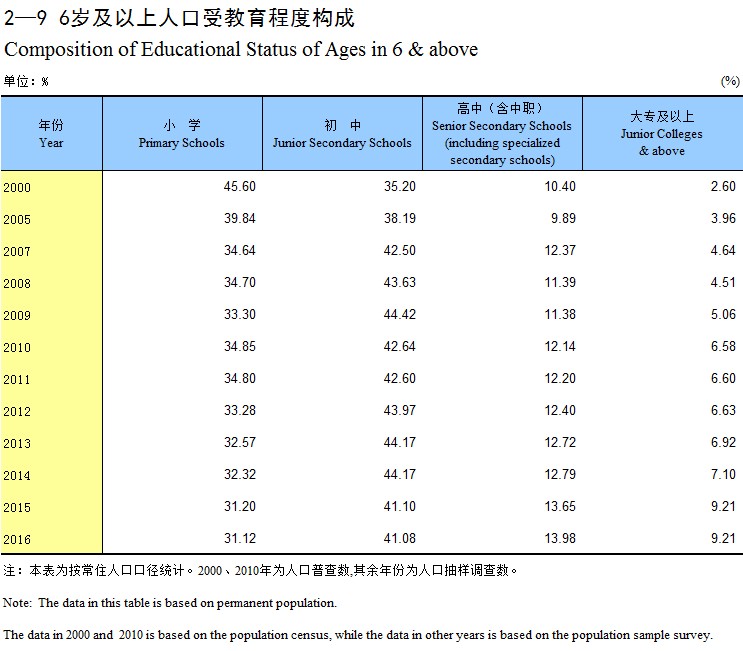 2—9 6岁及以上人口受教育程度构成
Composition of Educational Status of Ages in 6 & above
单位：% (%)
年份 Year 小 学 Primary Schools 初 中 Junior Secondary Schools 高中（含中职） Senior Secondary Schools (including specialized secondary schools) 大专及以上 Junior Colleges & above
2000 45.60 35.20 10.40 2.60
2005 39.84 38.19 9.89 3.96
2007 34.64 42.50 12.37 4.64
2008 34.70 43.63 11.39 4.51
2009 33.30 44.42 11.38 5.06
2010 34.85 42.64 12.14 6.58
2011 34.80 42.60 12.20 6.60
2012 33.28 43.97 12.40 6.63
2013 32.57 44.17 12.72 6.92
2014 32.32 44.17 12.79 7.10
2015 31.20 41.10 13.65 9.21
2016 31.12 41.08 13.98 9.21
注：本表为按常住人口口径统计。2000、2010年为人口普查数,其余年份为人口抽样调查数。
Note: The data in this table is based on permanent population.
The data in 2000 and 2010 is based on the population census, while the data in other years is based on the population sample survey.